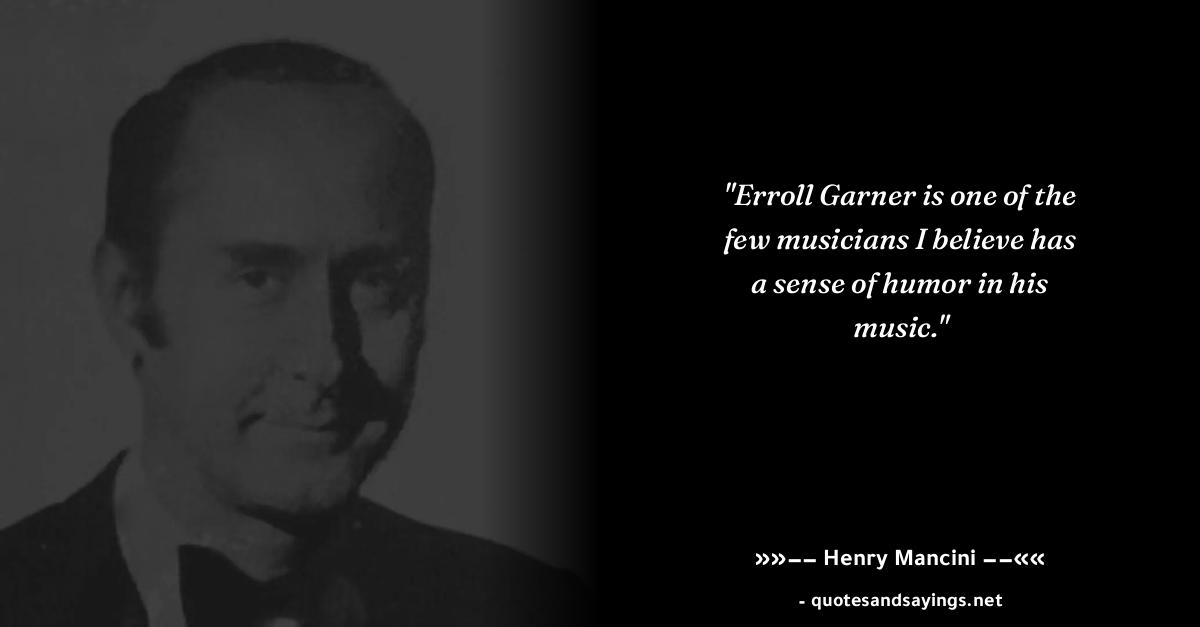 "Erroll Garner is one of the
few musicians I believe has
a sense of humor in his
music."
»»–– Henry Mancini ––««
- quotesandsayings.net